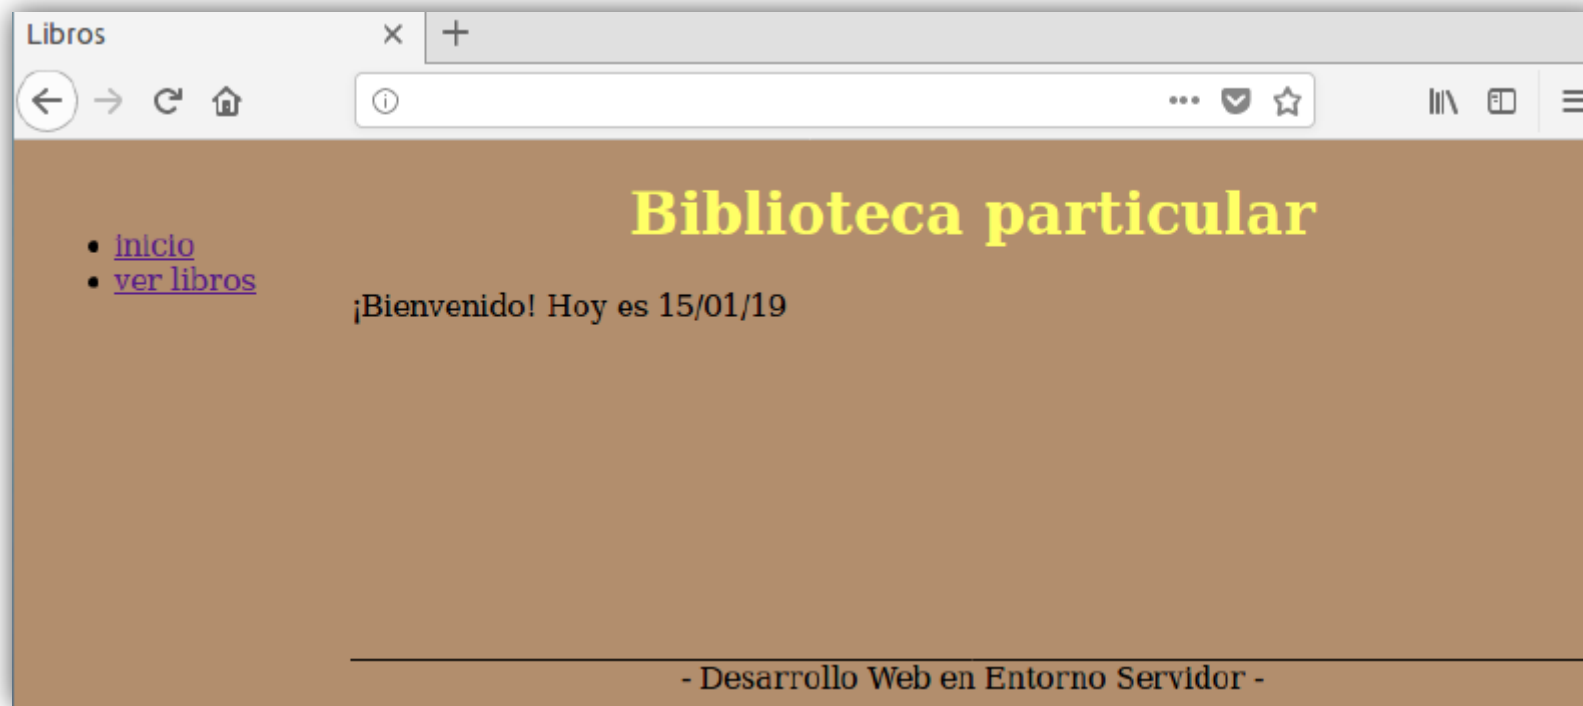 Libros
Biblioteca particular
inicio
ver libros
¡Bienvenido! Hoy es 15/01/19
- Desarrollo Web en Entorno Servidor -